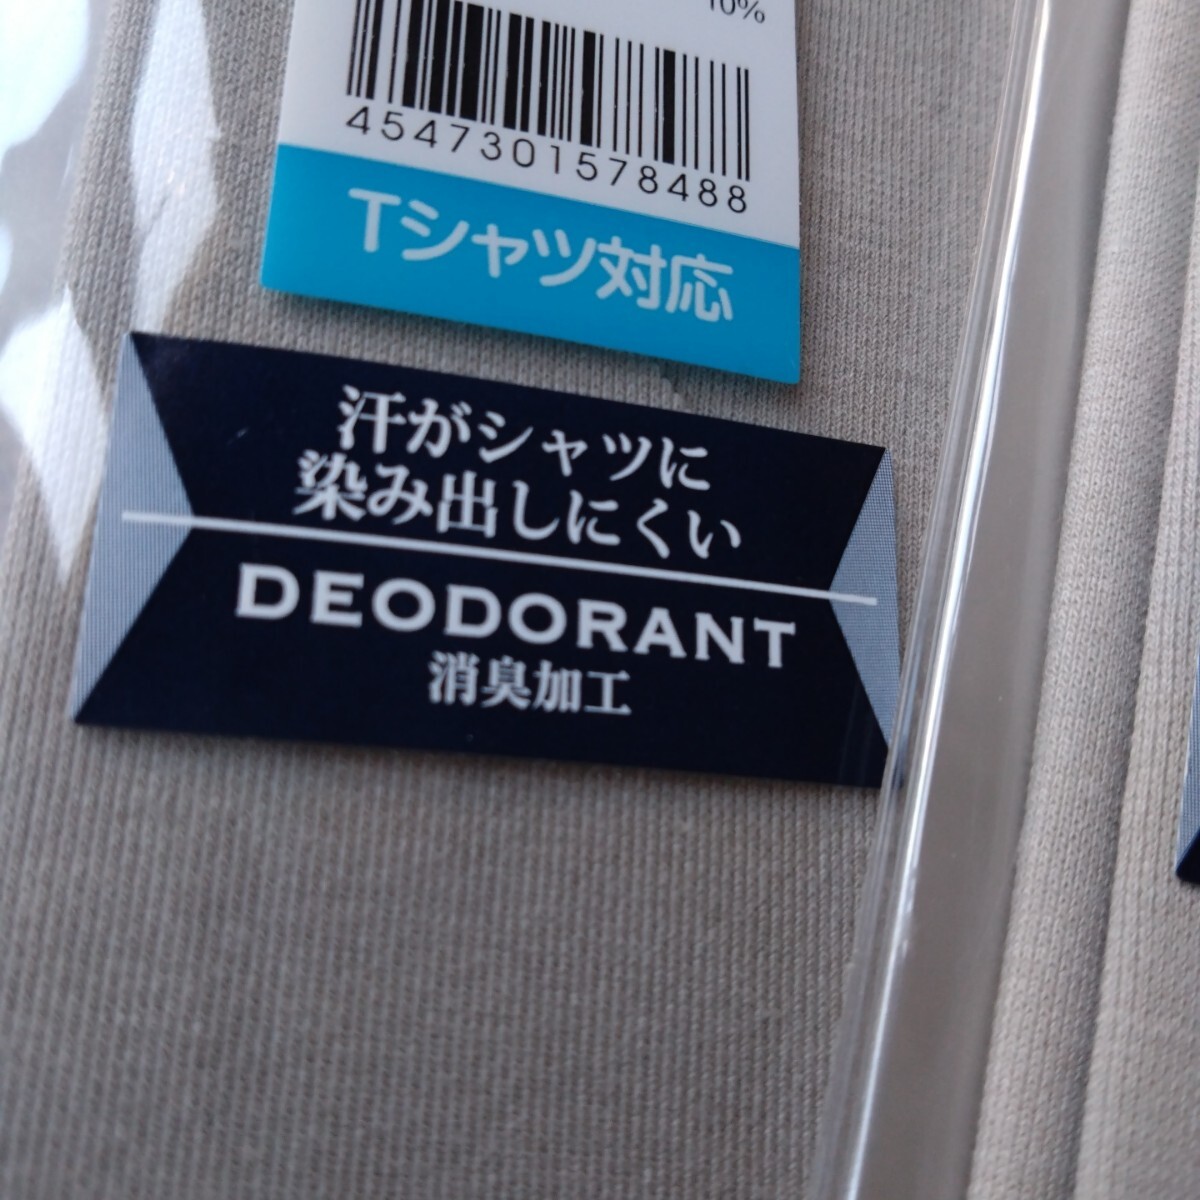 10%
4547301578488
Tシャツ対応
汗がシャツに
染み出しにくい
DEODORANT
消臭加工